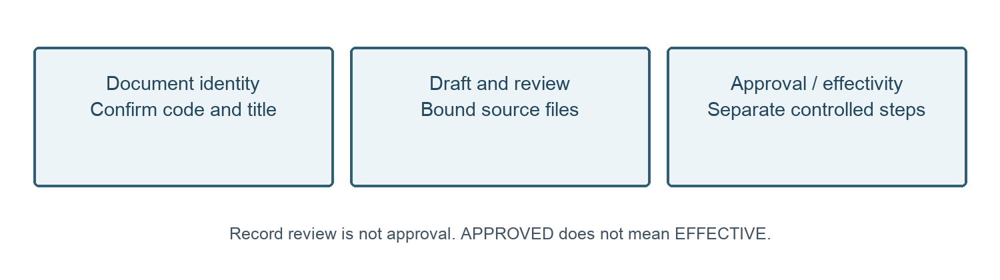 Document identity
Confirm code and title
Draft and review
Bound source files
Approval / effectivity
Separate controlled steps
Record review is not approval. APPROVED does not mean EFFECTIVE.